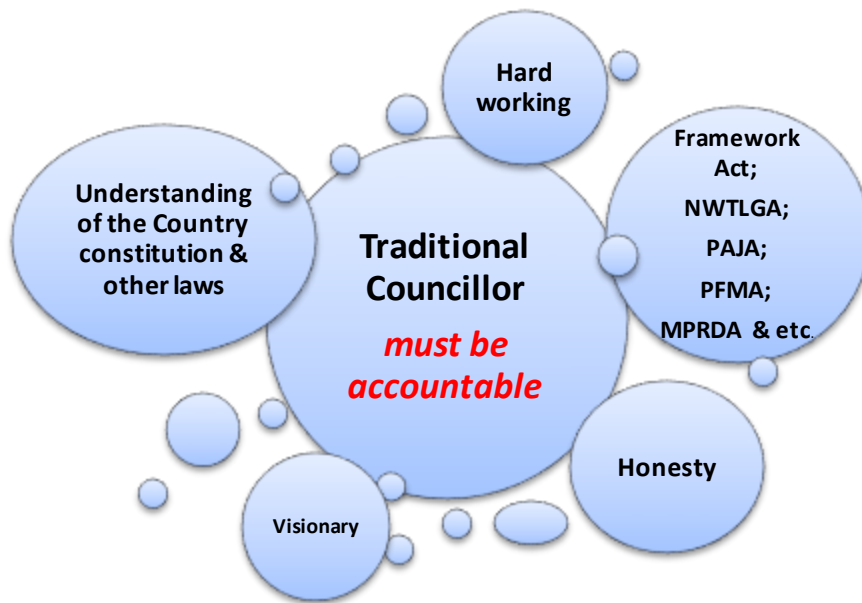 Hard
working
Framework
Act;
NWTLGA;
PAJA;
PFMA;
MPRDA & etc.
Understanding
of the Country
constitution &
other laws
Traditional
Councillor
must be
accountable
Honesty
Visionary